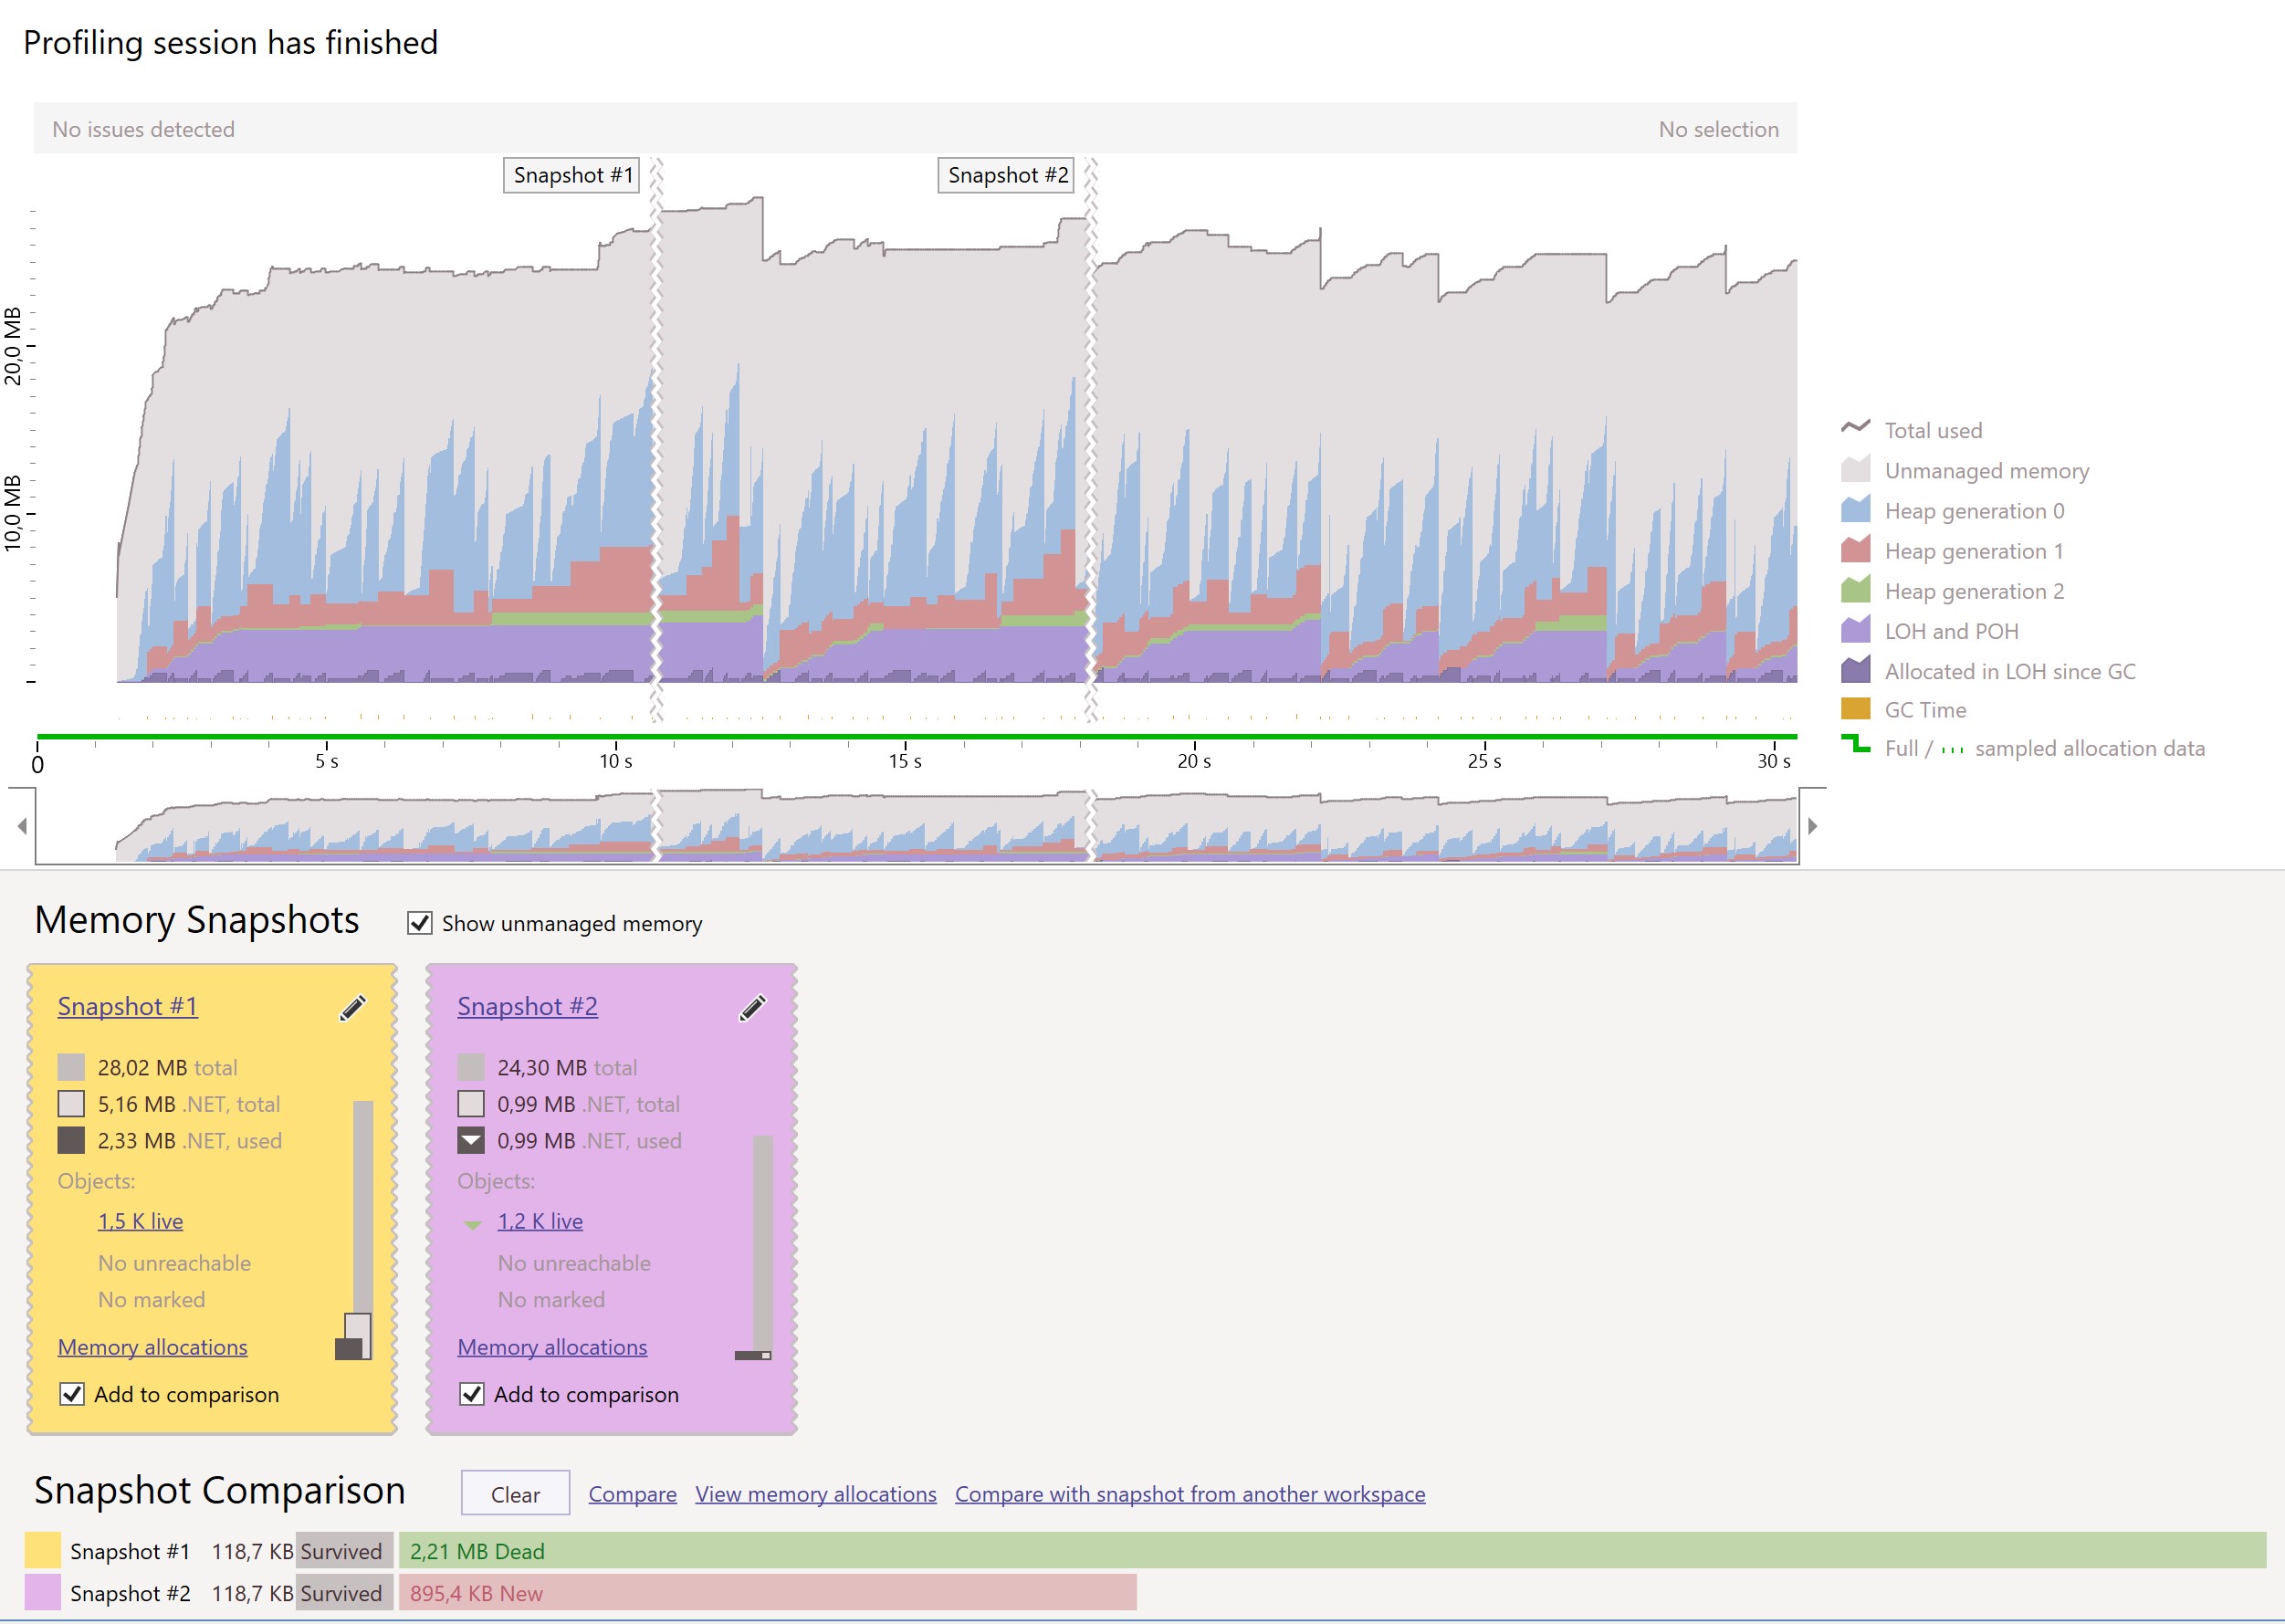 Profiling session has finished
No issues detected
No selection
Snapshot #1
Snapshot #2
20,0 MB
10,0 MB
Total used
Unmanaged memory
Heap generation 0
Heap generation 1
Heap generation 2
LOH and POH
Allocated in LOH since GC
GC Time
Full / sampled allocation data
0
5 s
10 s
15 s
20 s
25 s
30 s
Memory Snapshots
Show unmanaged memory
Snapshot #1
28,02 MB total
5,16 MB .NET, total
2,33 MB .NET, used
Objects:
1,5 K live
No unreachable
No marked
Memory allocations
Add to comparison
Snapshot #2
24,30 MB total
0,99 MB .NET, total
0,99 MB .NET, used
Objects:
1,2 K live
No unreachable
No marked
Memory allocations
Add to comparison
Snapshot Comparison
Clear
Compare
View memory allocations
Compare with snapshot from another workspace
Snapshot #1 118,7 KB Survived 2,21 MB Dead
Snapshot #2 118,7 KB Survived 895,4 KB New